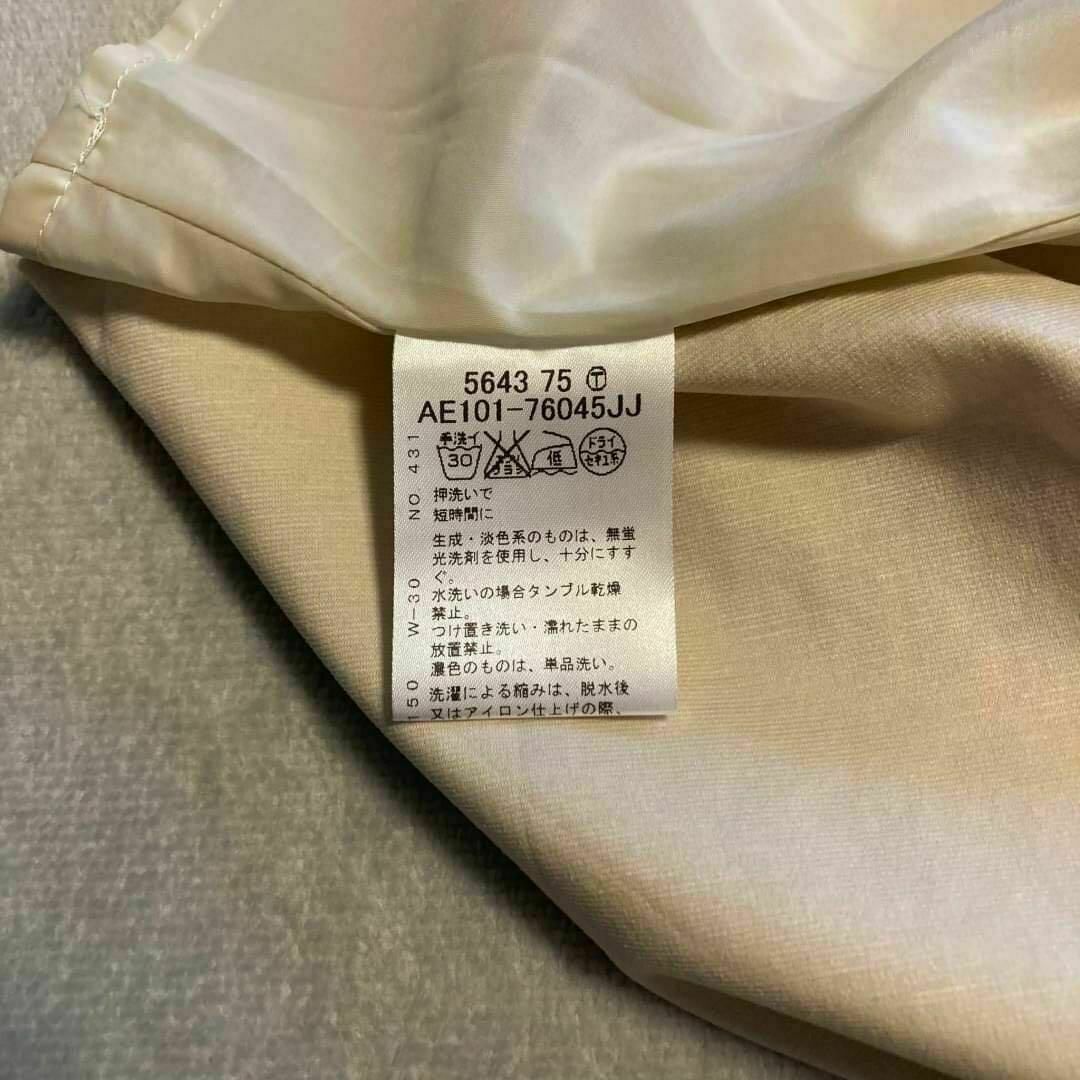 5643 75 Ⓣ
AE101-76045JJ
手洗イ
30
エンソ
サラシ
低
ドライ
セキユ系
押洗いで
短時間に
生成・淡色系のものは、無蛍
光洗剤を使用し、十分にすす
ぐ。
水洗いの場合タンブル乾燥
禁止。
つけ置き洗い・濡れたままの
放置禁止。
濃色のものは、単品洗い。
洗濯による縮みは、脱水後
又はアイロン仕上げの際、
150 W-30 NO 431